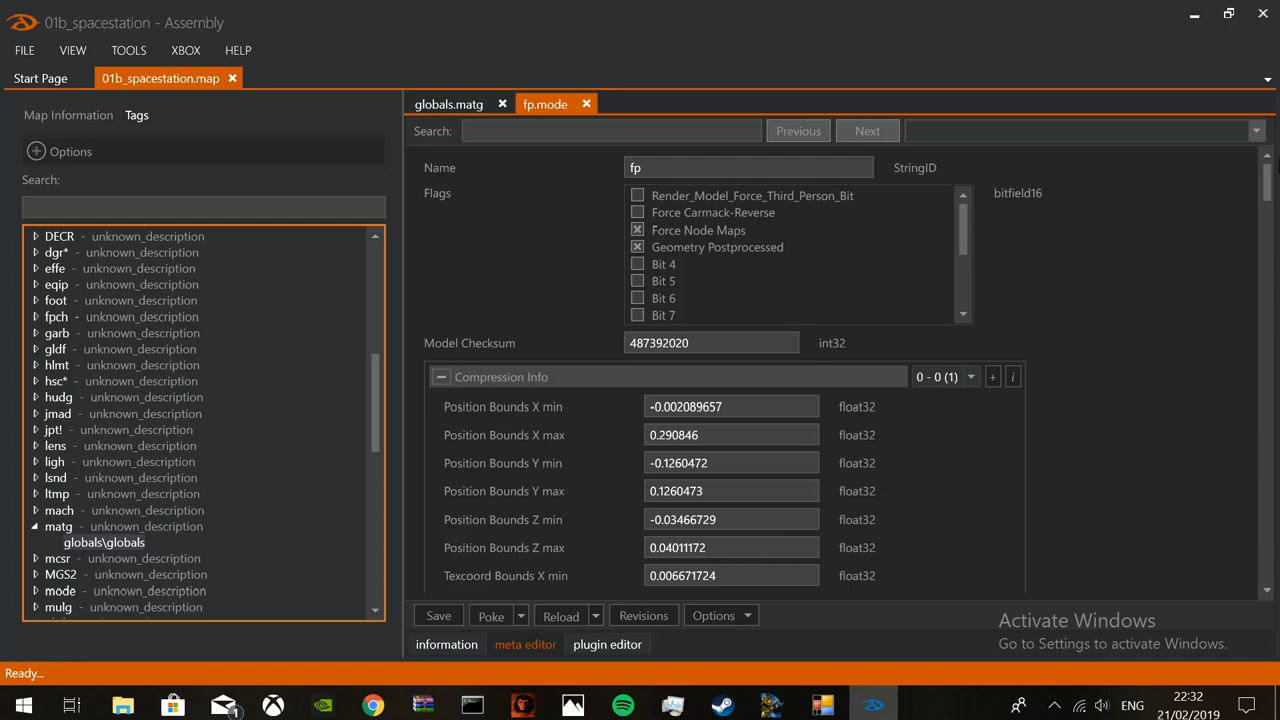 01b_spacestation - Assembly
FILE VIEW TOOLS XBOX HELP
Start Page 01b_spacestation.map
Map Information Tags
Options
Search:
DECR - unknown_description
dgr* - unknown_description
effe - unknown_description
eqip - unknown_description
foot - unknown_description
fpch - unknown_description
garb - unknown_description
gldf - unknown_description
hlmt - unknown_description
hsc* - unknown_description
hudg - unknown_description
jmad - unknown_description
jpt! - unknown_description
lens - unknown_description
ligh - unknown_description
lsnd - unknown_description
ltmp - unknown_description
mach - unknown_description
matg - unknown_description
globals\globals
mcsr - unknown_description
MGS2 - unknown_description
mode - unknown_description
mulg - unknown_description
globals.matg fp.mode
Search: Previous Next
Name fp StringID
Flags Render_Model_Force_Third_Person_Bit bitfield16
Force Carmack-Reverse
Force Node Maps
Geometry Postprocessed
Bit 4
Bit 5
Bit 6
Bit 7
Model Checksum 487392020 int32
Compression Info 0 - 0 (1) + i
Position Bounds X min -0.002089657 float32
Position Bounds X max 0.290846 float32
Position Bounds Y min -0.1260472 float32
Position Bounds Y max 0.1260473 float32
Position Bounds Z min -0.03466729 float32
Position Bounds Z max 0.04011172 float32
Texcoord Bounds X min 0.006671724 float32
Save Poke Reload Revisions Options
information meta editor plugin editor
Activate Windows
Go to Settings to activate Windows.
Ready...
1
ENG
22:32
21/02/2019